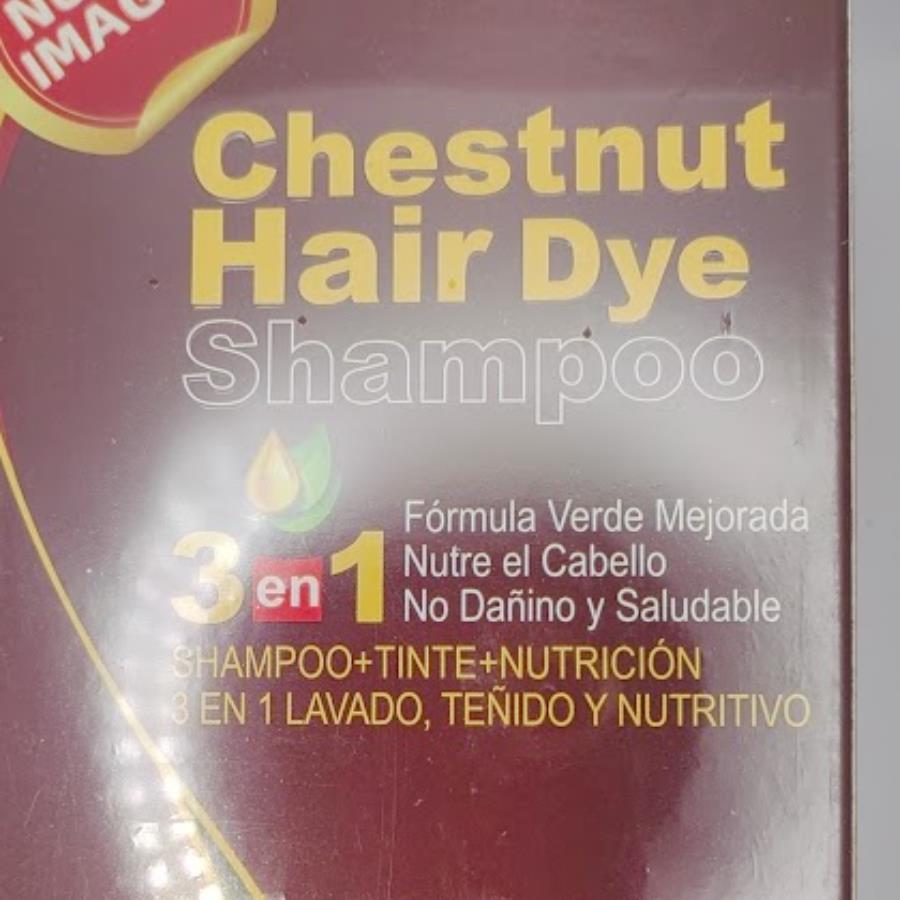 Chestnut
Hair Dye
Shampoo
3 en 1
Fórmula Verde Mejorada
Nutre el Cabello
No Dañino y Saludable
SHAMPOO+TINTE+NUTRICIÓN
3 EN 1 LAVADO, TEÑIDO Y NUTRITIVO